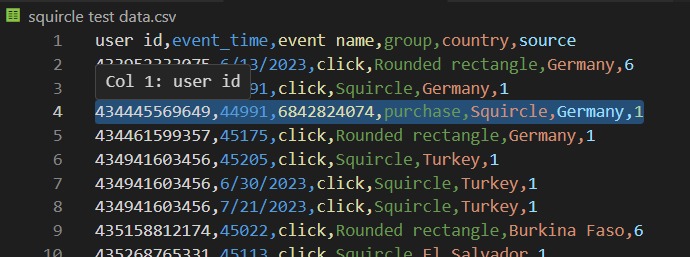 squircle test data.csv
1 user id,event_time,event name,group,country,source
2 6/13/2023,click,Rounded rectangle,Germany,6
Col 1: user id
91,click,Squircle,Germany,1
4 434445569649,44991,6842824074,purchase,Squircle,Germany,1
5 434461599357,45175,click,Rounded rectangle,Germany,1
6 434941603456,45205,click,Squircle,Turkey,1
7 434941603456,6/30/2023,click,Squircle,Turkey,1
8 434941603456,7/21/2023,click,Squircle,Turkey,1
9 435158812174,45022,click,Rounded rectangle,Burkina Faso,6
10 435268765331,45113,click,Squircle,El Salvador,1